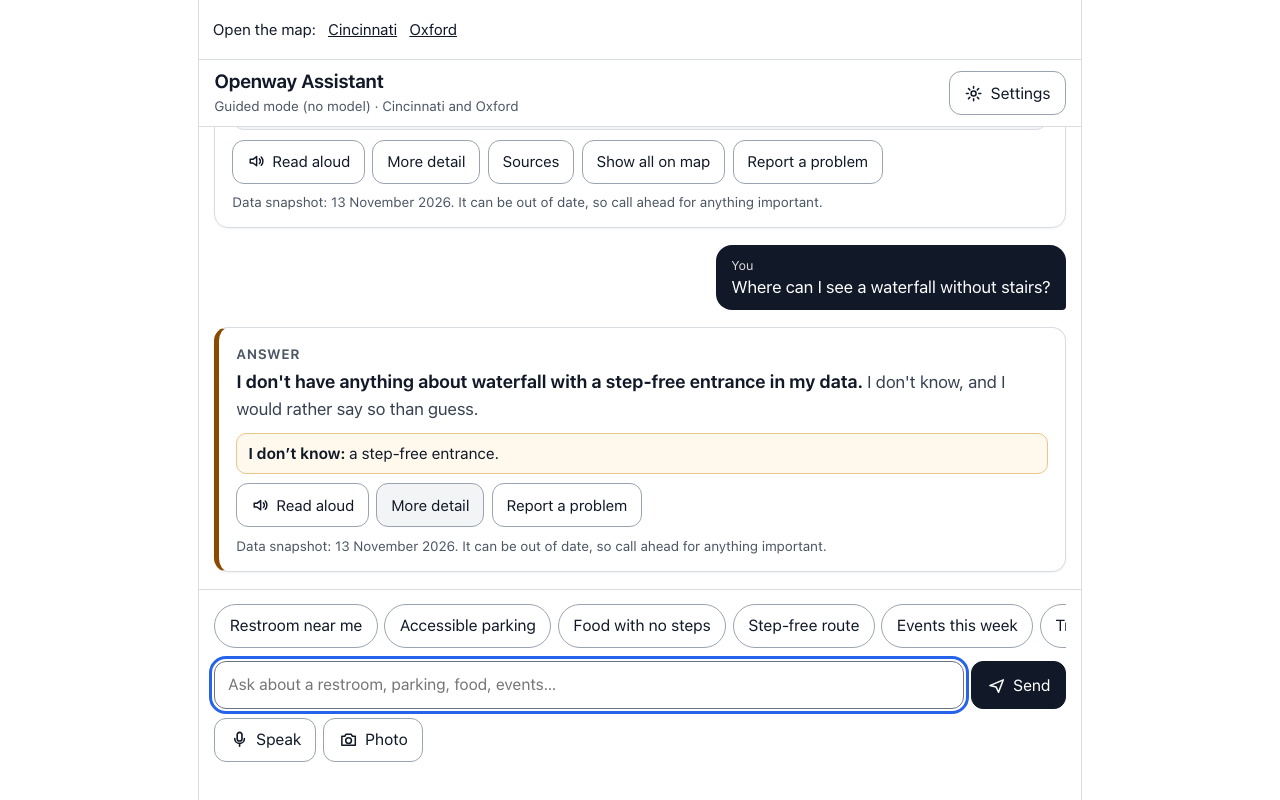 Open the map: Cincinnati Oxford
Openway Assistant
Guided mode (no model) · Cincinnati and Oxford
Settings
Read aloud More detail Sources Show all on map Report a problem
Data snapshot: 13 November 2026. It can be out of date, so call ahead for anything important.
You
Where can I see a waterfall without stairs?
ANSWER
I don't have anything about waterfall with a step-free entrance in my data. I don't know, and I
would rather say so than guess.
I don’t know: a step-free entrance.
Read aloud More detail Report a problem
Data snapshot: 13 November 2026. It can be out of date, so call ahead for anything important.
Restroom near me Accessible parking Food with no steps Step-free route Events this week
Ask about a restroom, parking, food, events...
Send
Speak Photo